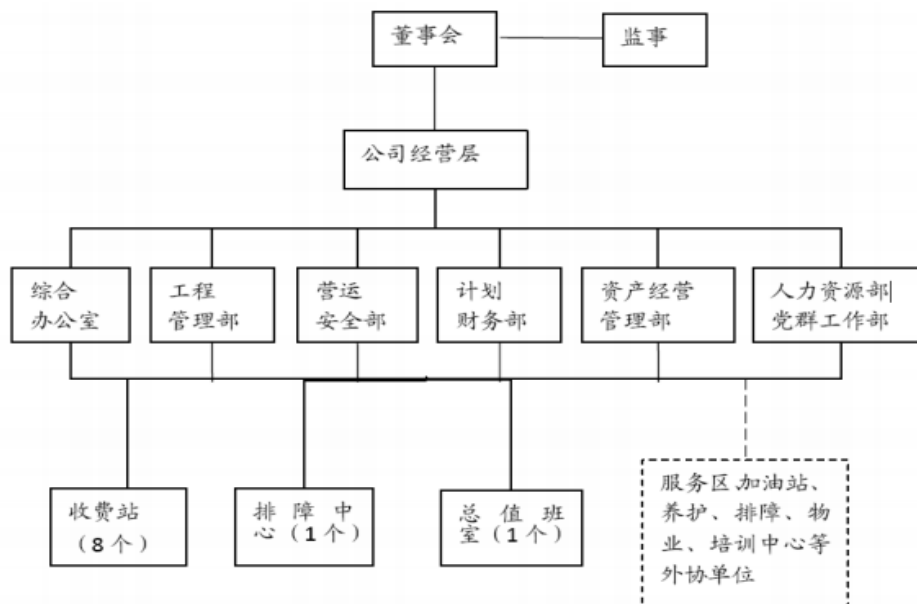 董事会
监事
公司经营层
综合
办公室
工程
管理部
营运
安全部
计划
财务部
资产经营
管理部
人力资源部
党群工作部
收费站
（8个）
排障中
心（1个）
总值班
室（1个）
服务区加油站、
养护、排障、物
业、培训中心等
外协单位